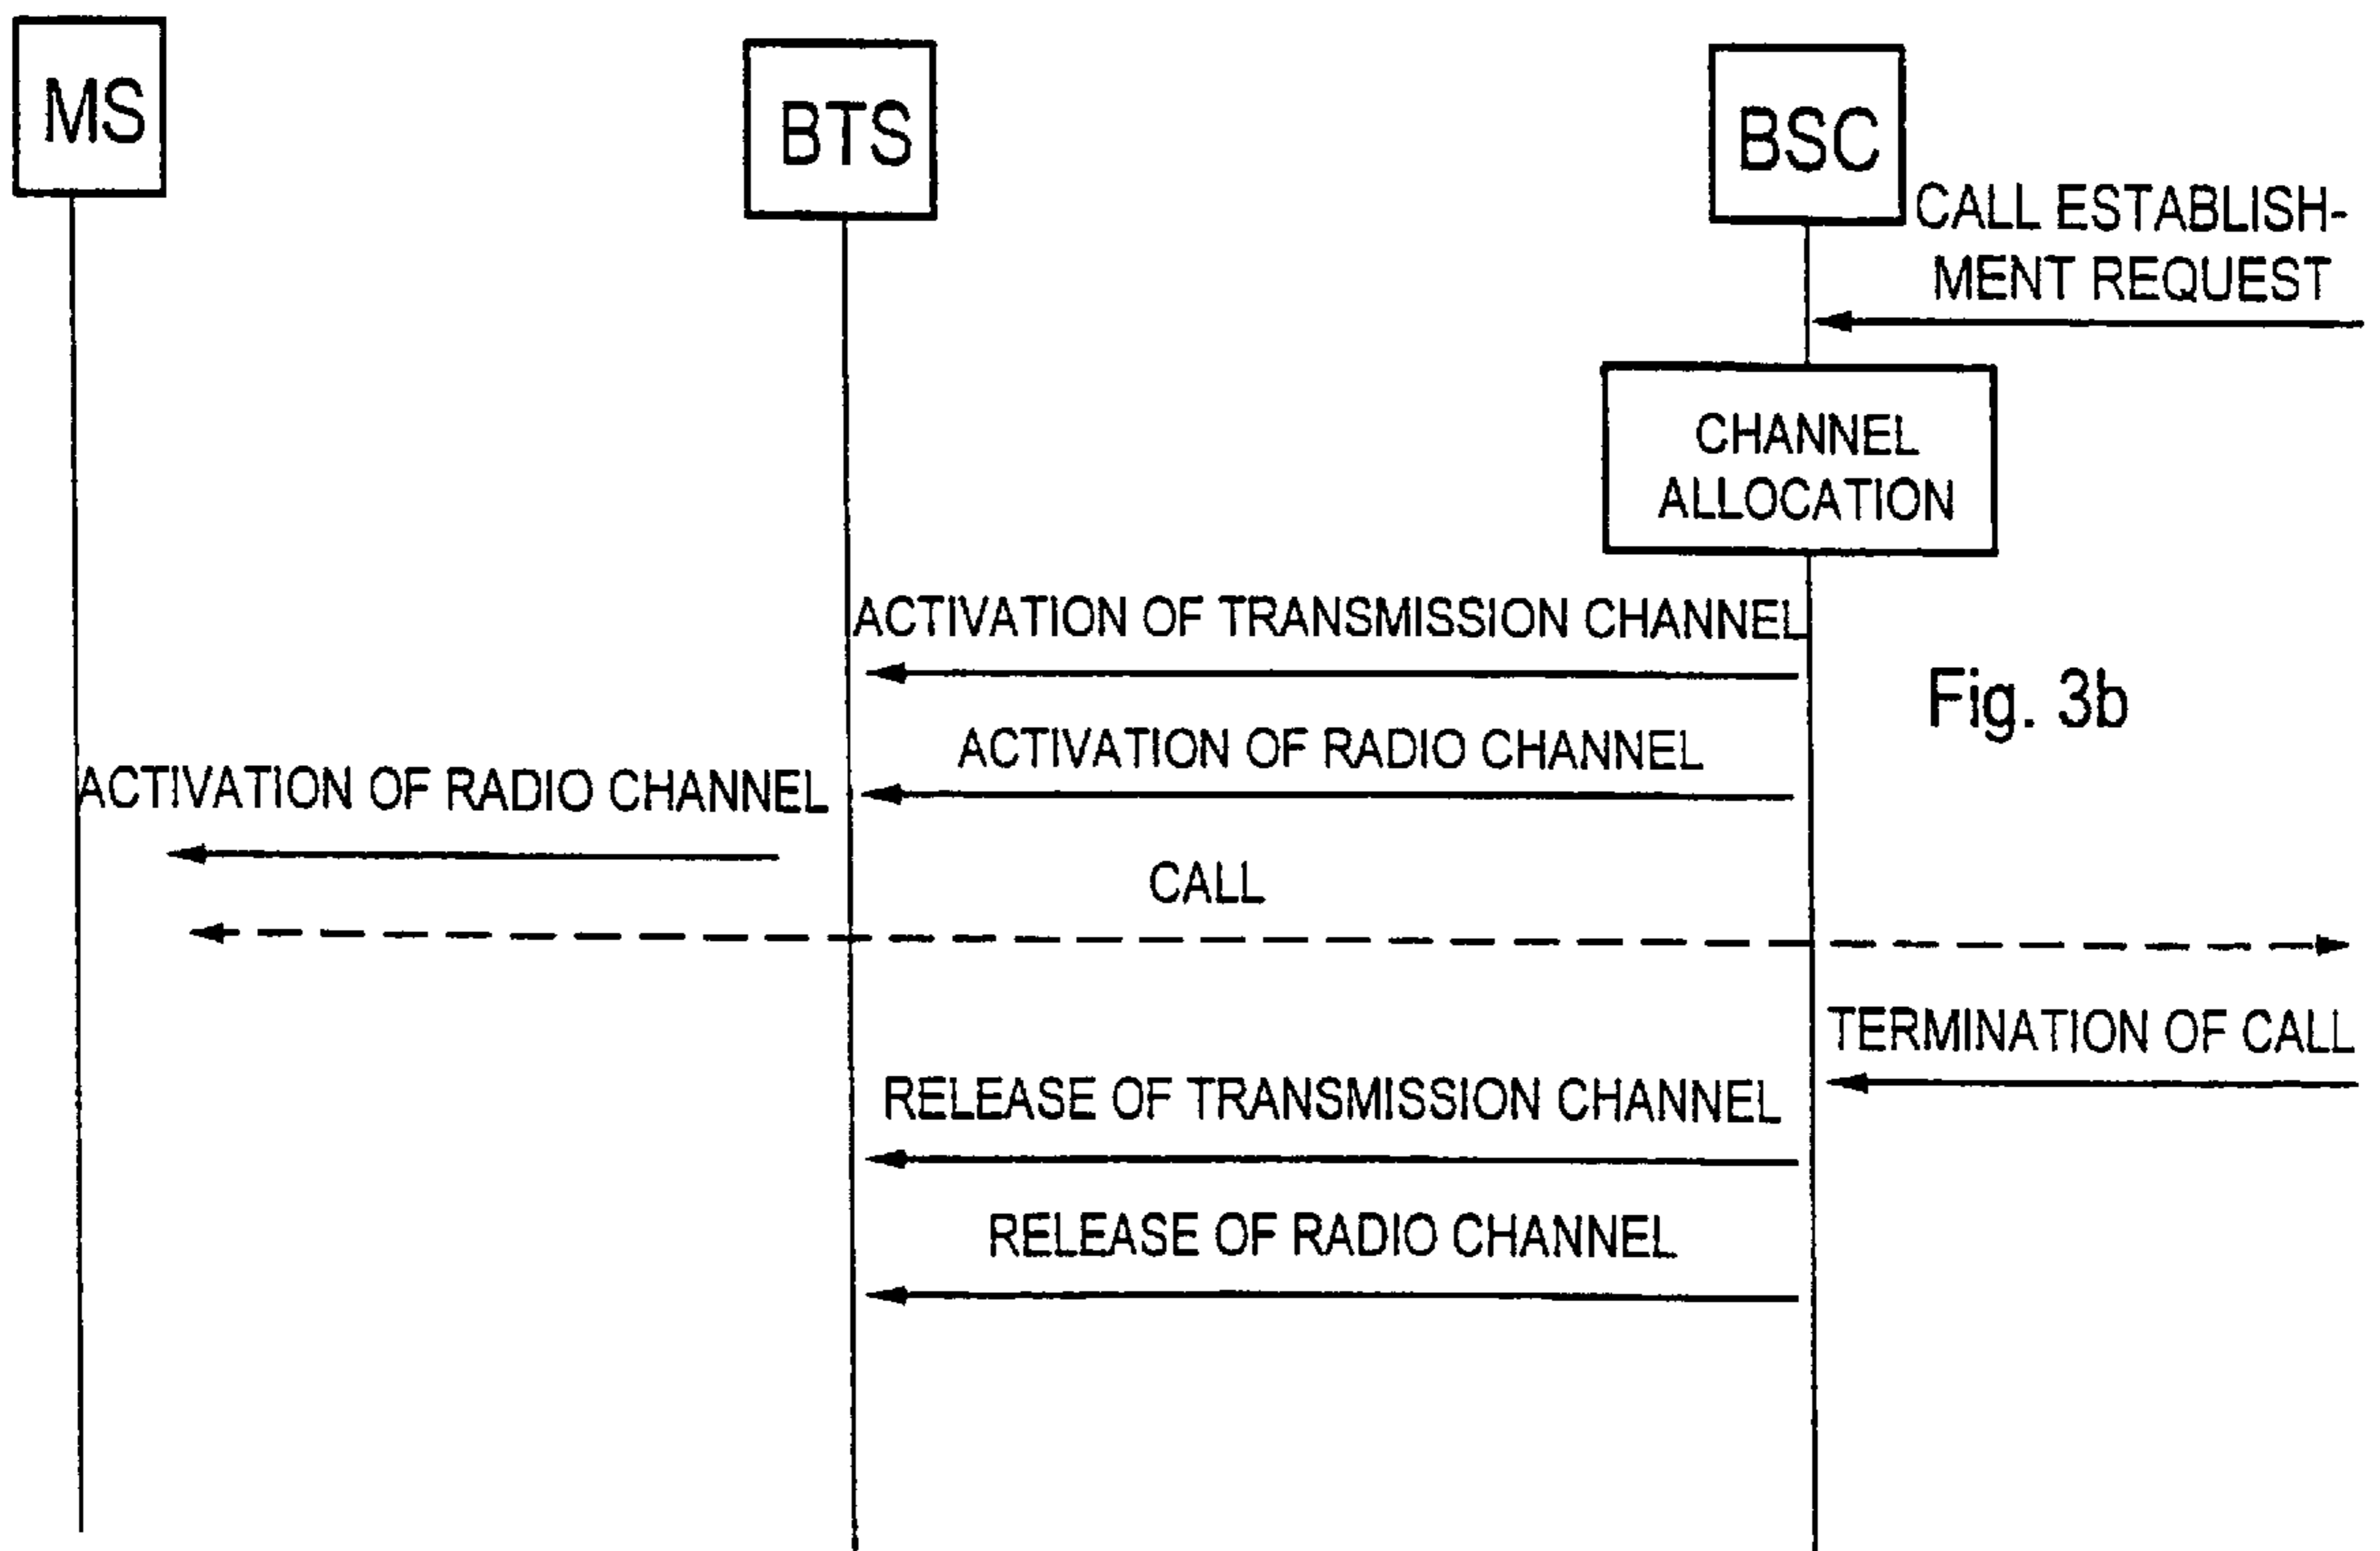 MS
BTS
BSC
CALL ESTABLISH-
MENT REQUEST
CHANNEL
ALLOCATION
ACTIVATION OF TRANSMISSION CHANNEL
Fig. 3b
ACTIVATION OF RADIO CHANNEL
ACTIVATION OF RADIO CHANNEL
CALL
TERMINATION OF CALL
RELEASE OF TRANSMISSION CHANNEL
RELEASE OF RADIO CHANNEL